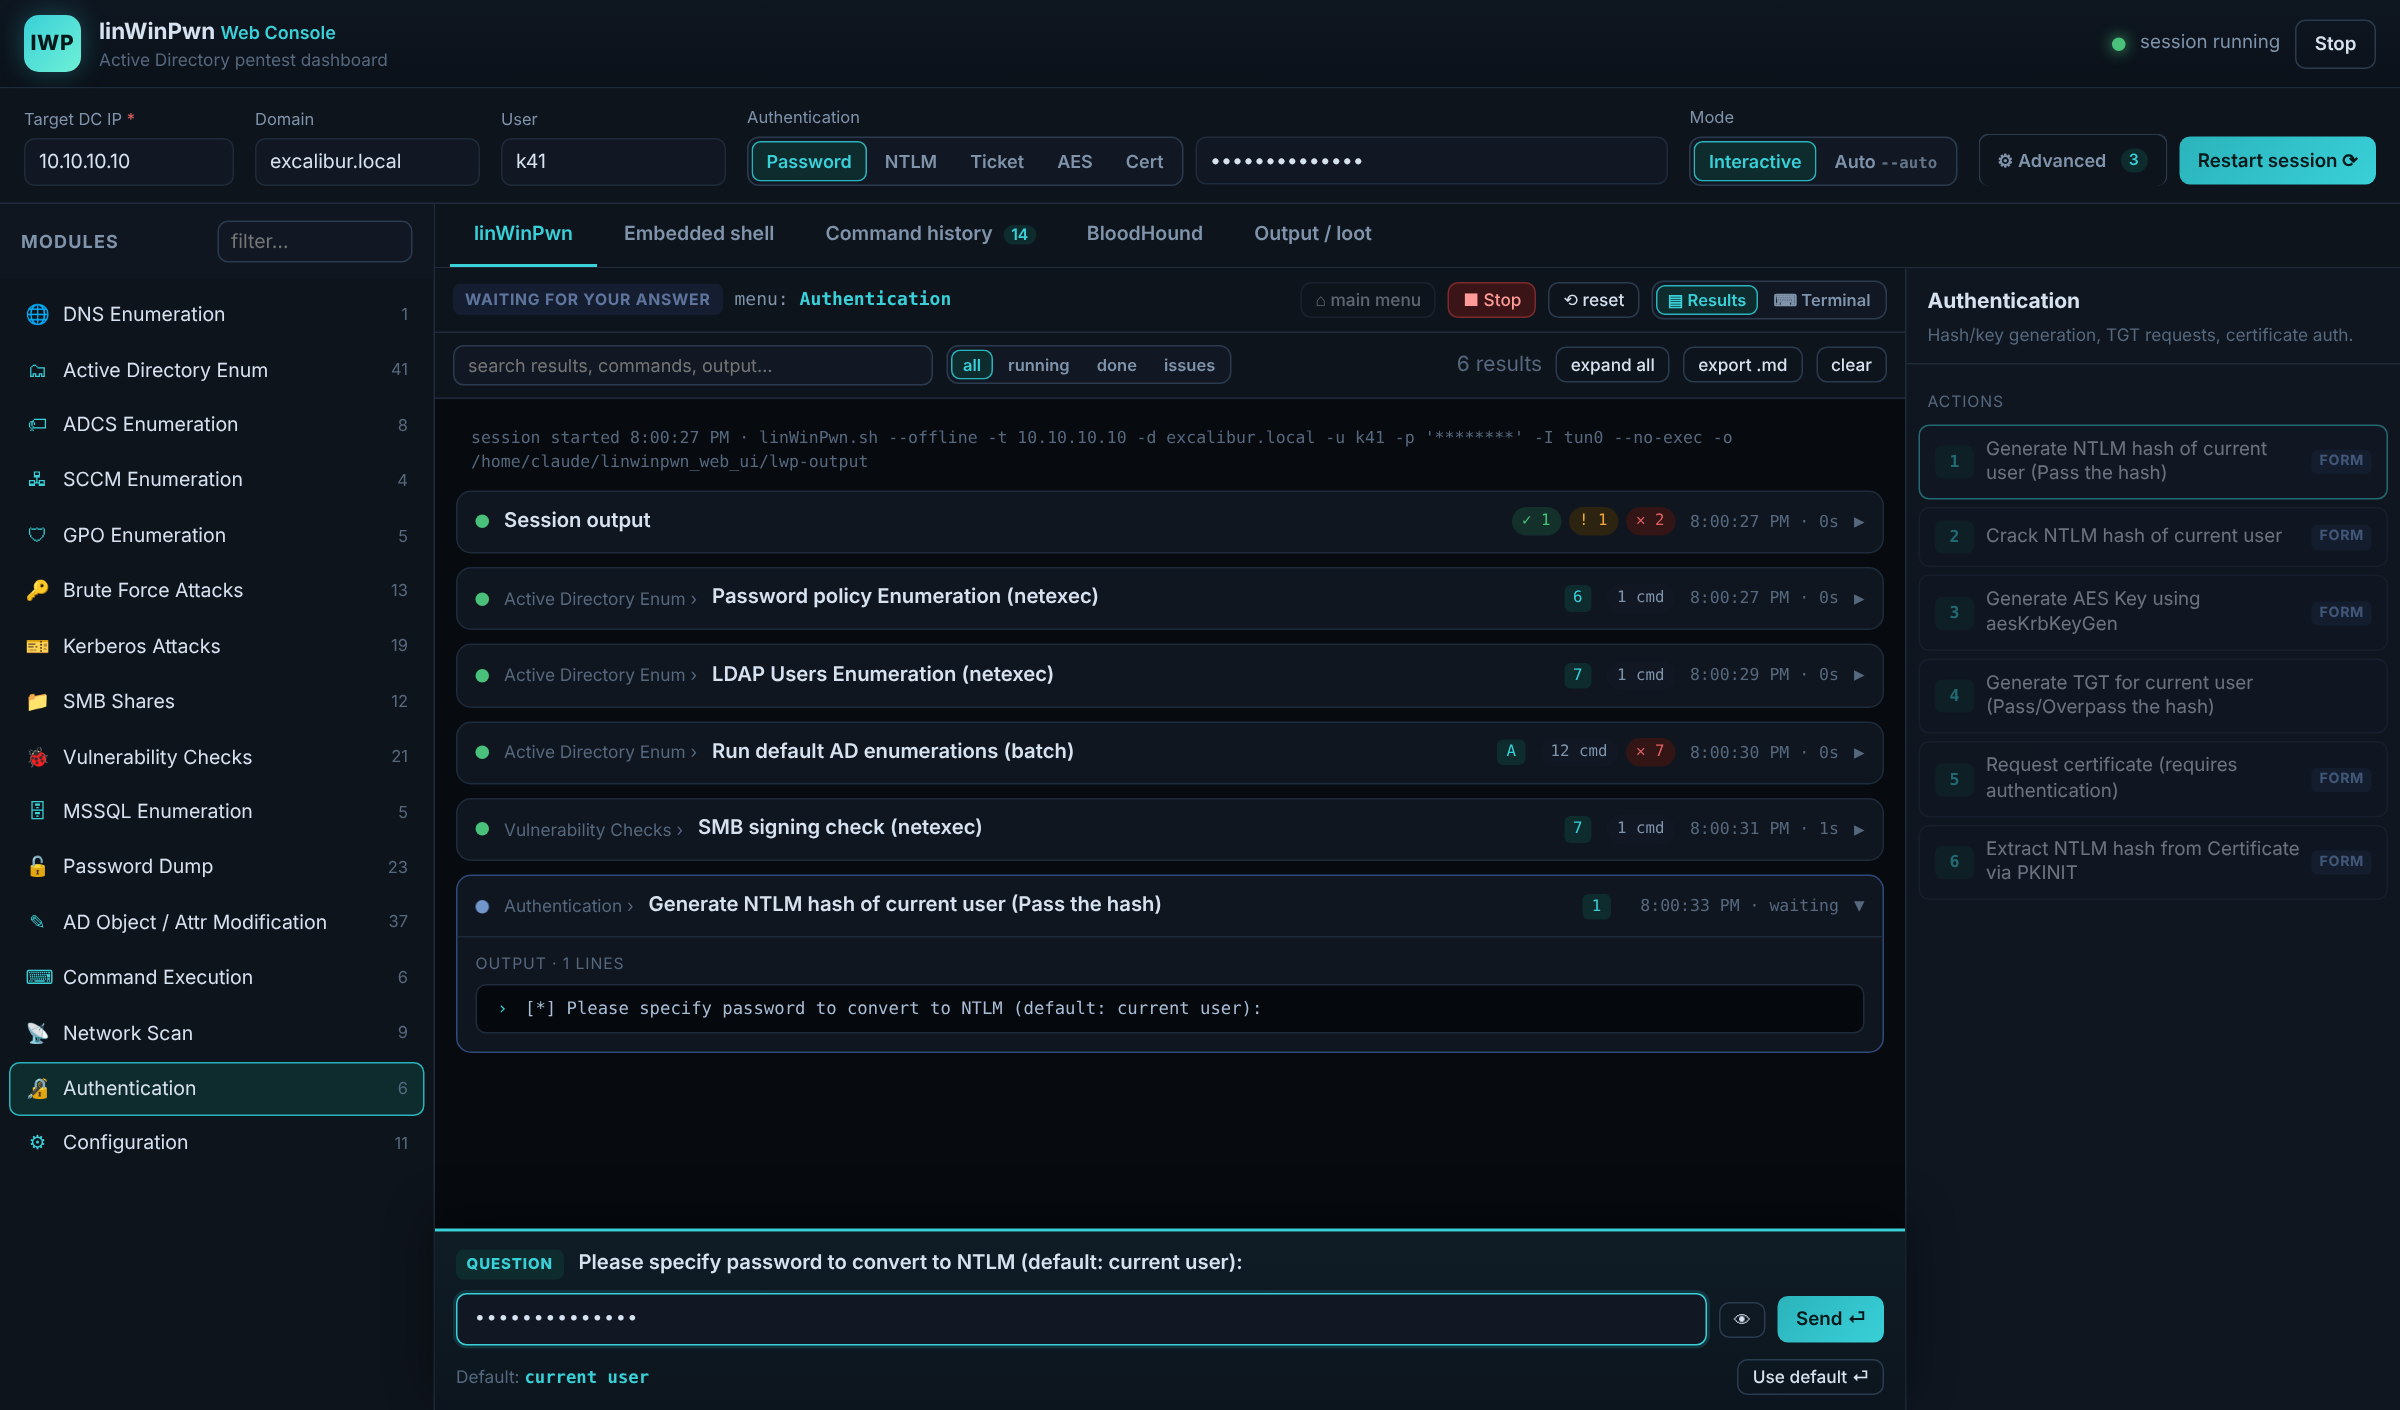 lWP
linWinPwn Web Console
Active Directory pentest dashboard
session running
Stop
Target DC IP *
Domain
User
Authentication
Mode
10.10.10.10
excalibur.local
k41
Password
NTLM
Ticket
AES
Cert
••••••••••••••
Interactive
Auto --auto
⚙ Advanced 3
Restart session ⟳
MODULES
filter...
🌐 DNS Enumeration 1
🗂 Active Directory Enum 41
🏷 ADCS Enumeration 8
🖧 SCCM Enumeration 4
🛡 GPO Enumeration 5
🔑 Brute Force Attacks 13
🎫 Kerberos Attacks 19
📁 SMB Shares 12
🐞 Vulnerability Checks 21
🗄 MSSQL Enumeration 5
🔓 Password Dump 23
✎ AD Object / Attr Modification 37
⌨ Command Execution 6
📡 Network Scan 9
🔏 Authentication 6
⚙ Configuration 11
linWinPwn
Embedded shell
Command history 14
BloodHound
Output / loot
WAITING FOR YOUR ANSWER
menu: Authentication
⌂ main menu
■ Stop
⟲ reset
▤ Results
⌨ Terminal
search results, commands, output...
all
running
done
issues
6 results
expand all
export .md
clear
session started 8:00:27 PM · linWinPwn.sh --offline -t 10.10.10.10 -d excalibur.local -u k41 -p '********' -I tun0 --no-exec -o
/home/claude/linwinpwn_web_ui/lwp-output
Session output ✓ 1 ! 1 × 2 8:00:27 PM · 0s ▶
Active Directory Enum › Password policy Enumeration (netexec) 6 1 cmd 8:00:27 PM · 0s ▶
Active Directory Enum › LDAP Users Enumeration (netexec) 7 1 cmd 8:00:29 PM · 0s ▶
Active Directory Enum › Run default AD enumerations (batch) A 12 cmd × 7 8:00:30 PM · 0s ▶
Vulnerability Checks › SMB signing check (netexec) 7 1 cmd 8:00:31 PM · 1s ▶
Authentication › Generate NTLM hash of current user (Pass the hash) 1 8:00:33 PM · waiting ▼
OUTPUT · 1 LINES
› [*] Please specify password to convert to NTLM (default: current user):
QUESTION Please specify password to convert to NTLM (default: current user):
••••••••••••••
👁
Send ⏎
Default: current user
Use default ⏎
Authentication
Hash/key generation, TGT requests, certificate auth.
ACTIONS
1 Generate NTLM hash of current
user (Pass the hash) FORM
2 Crack NTLM hash of current user FORM
3 Generate AES Key using
aesKrbKeyGen FORM
4 Generate TGT for current user
(Pass/Overpass the hash) FORM
5 Request certificate (requires
authentication) FORM
6 Extract NTLM hash from Certificate
via PKINIT FORM